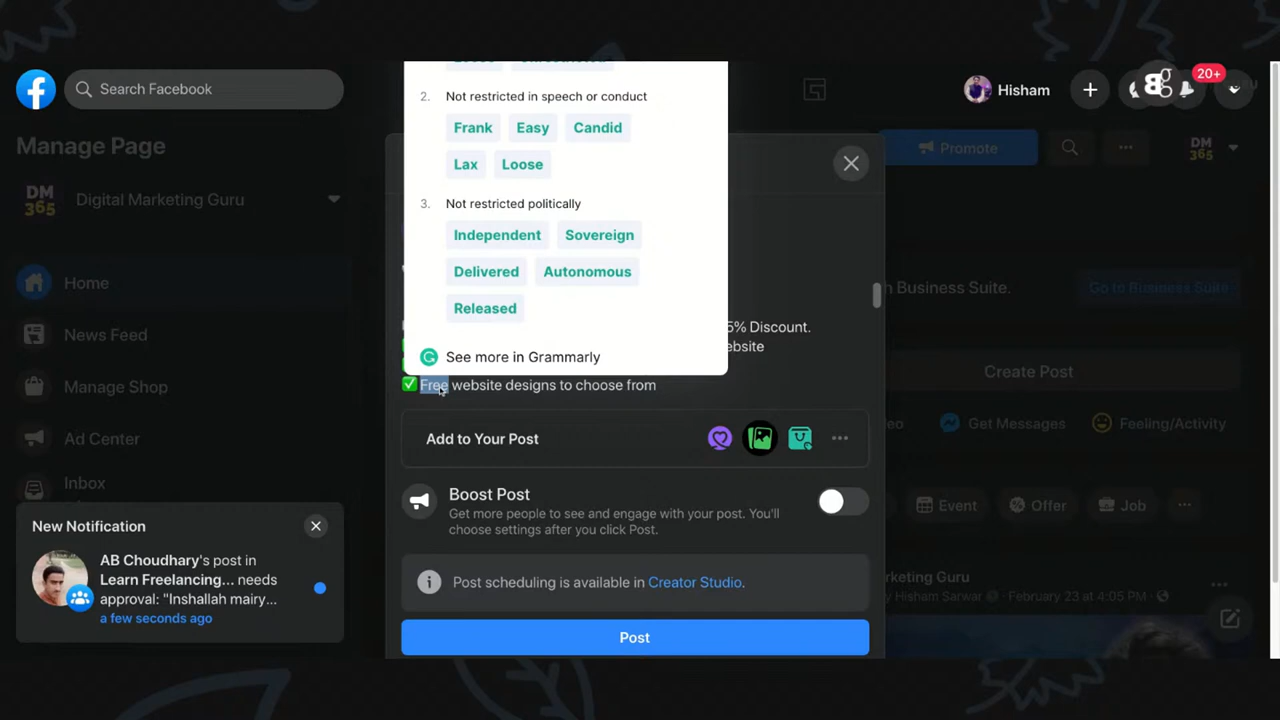 Search Facebook
Hisham
20+
Manage Page
DM
365
Digital Marketing Guru
Promote
DM
365
Home
News Feed
Manage Shop
Ad Center
Inbox
2. Not restricted in speech or conduct
Frank Easy Candid
Lax Loose
3. Not restricted politically
Independent Sovereign
Delivered Autonomous
Released
See more in Grammarly
5% Discount.
ebsite
Free website designs to choose from
Add to Your Post
Boost Post
Get more people to see and engage with your post. You'll
choose settings after you click Post.
Post scheduling is available in Creator Studio.
Post
n Business Suite.
Go to Business Suite
Create Post
eo
Get Messages
Feeling/Activity
Event
Offer
Job
rketing Guru
y Hisham Sarwar
February 23 at 4:05 PM
New Notification
AB Choudhary's post in
Learn Freelancing... needs
approval: "Inshallah mairy...
a few seconds ago